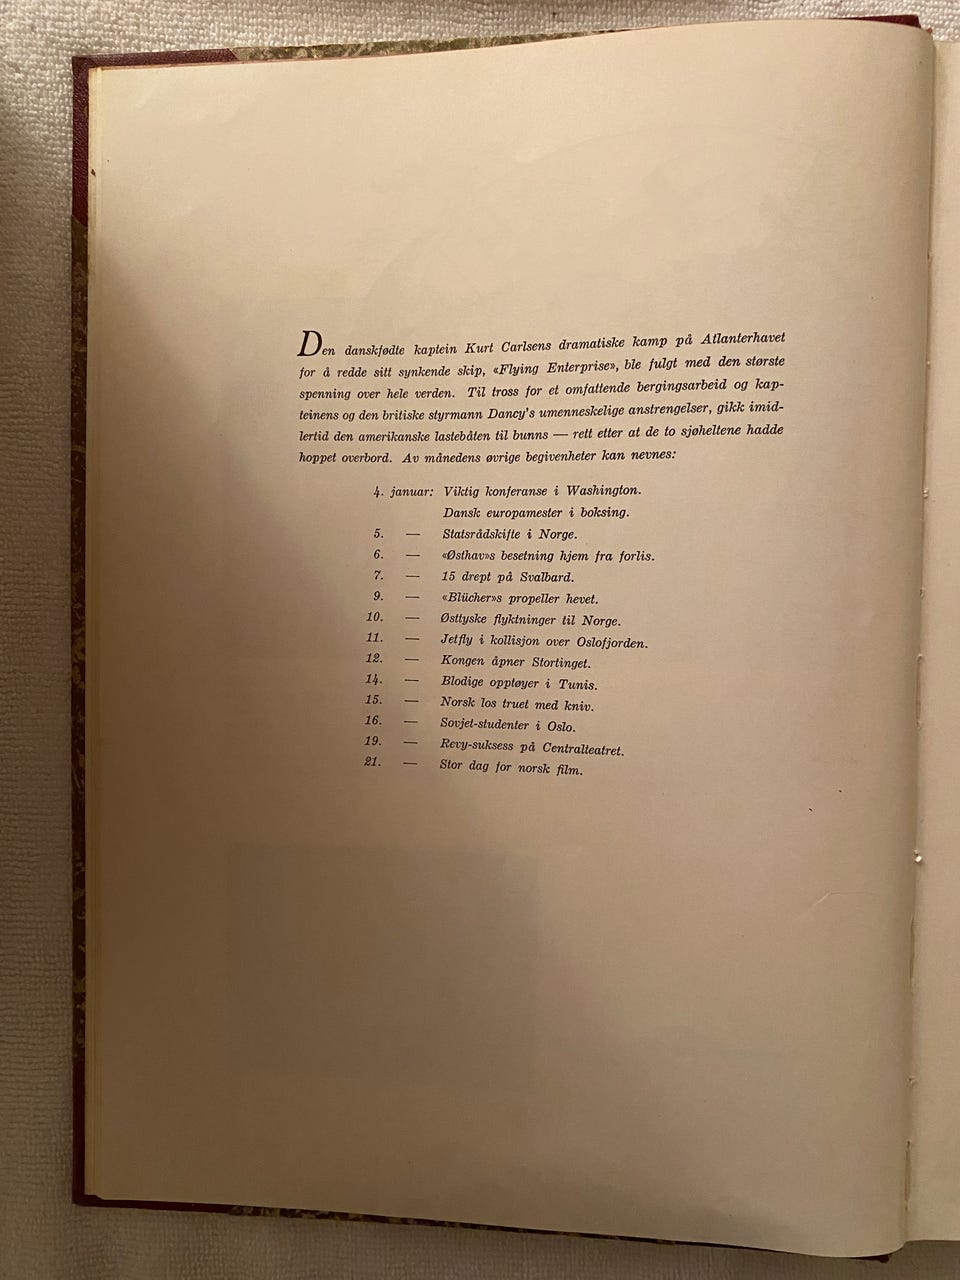 Den danskfødte kaptein Kurt Carlsens dramatiske kamp på Atlanterhavet
for å redde sitt synkende skip, «Flying Enterprise», ble fulgt med den største
spenning over hele verden. Til tross for et omfattende bergingsarbeid og kap-
teinens og den britiske styrmann Dancy's umenneskelige anstrengelser, gikk imid-
lertid den amerikanske lastebåten til bunns — rett etter at de to sjøheltene hadde
hoppet overbord. Av månedens øvrige begivenheter kan nevnes:
4. januar: Viktig konferanse i Washington.
Dansk europamester i boksing.
5. — Statsrådskifte i Norge.
6. — «Østhav»s besetning hjem fra forlis.
7. — 15 drept på Svalbard.
9. — «Blücher»s propeller hevet.
10. — Østtyske flyktninger til Norge.
11. — Jetfly i kollisjon over Oslofjorden.
12. — Kongen åpner Stortinget.
14. — Blodige opptøyer i Tunis.
15. — Norsk los truet med kniv.
16. — Sovjet-studenter i Oslo.
19. — Revy-suksess på Centralteatret.
21. — Stor dag for norsk film.